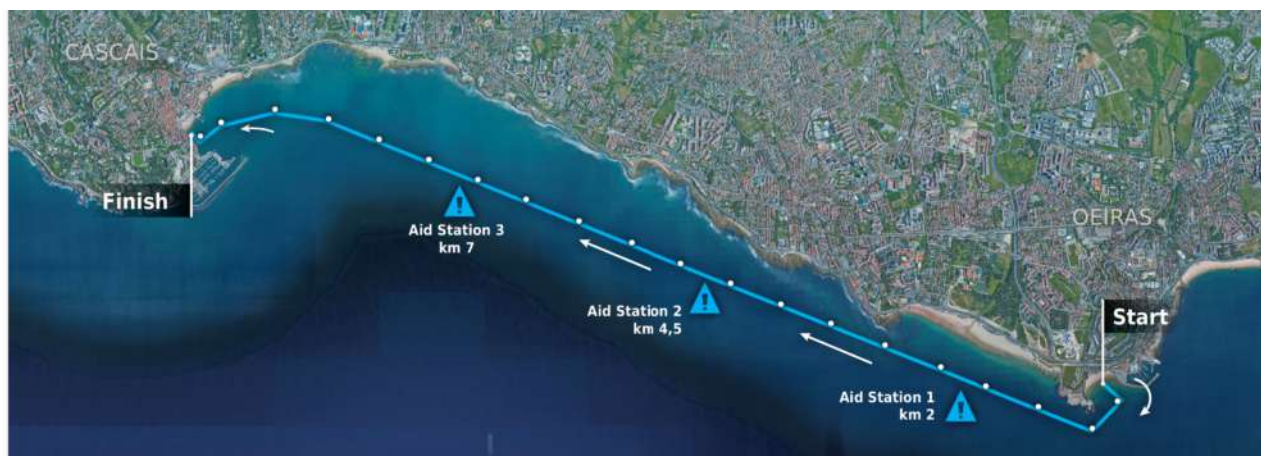 CASCAIS
Finish
Aid Station 3
km 7
OEIRAS
Aid Station 2
km 4,5
Start
Aid Station 1
km 2